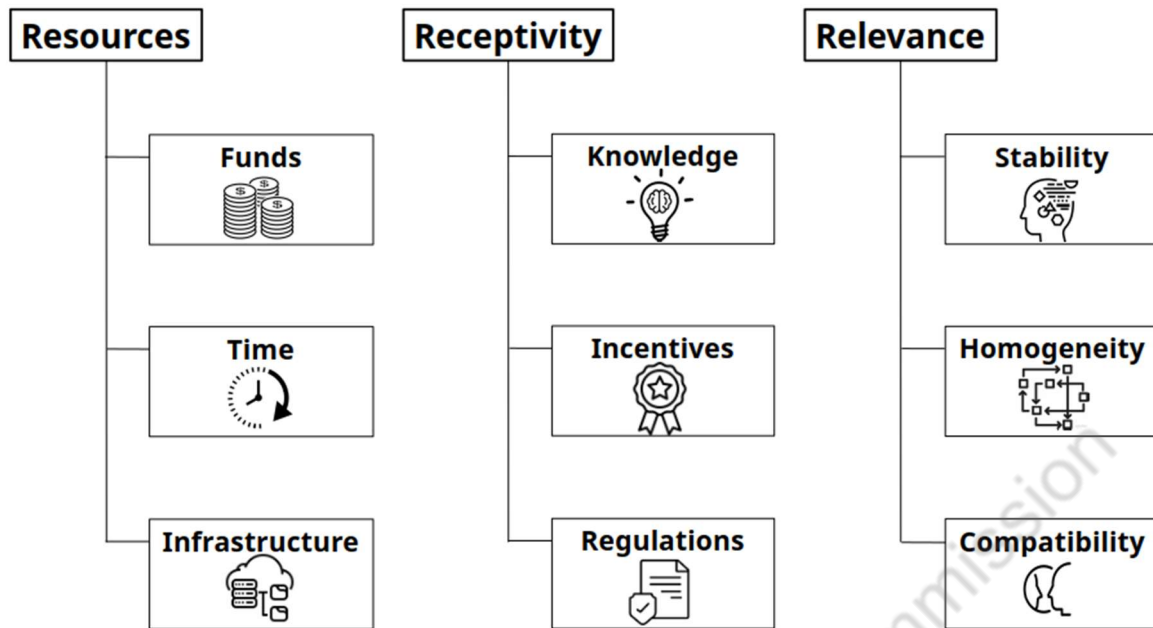 Resources
Receptivity
Relevance
Funds
Knowledge
Stability
Time
Incentives
Homogeneity
Infrastructure
Regulations
Compatibility